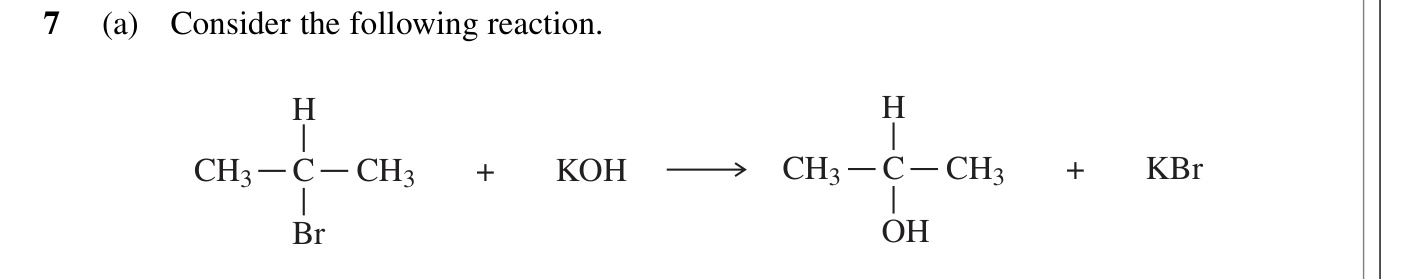 7 (a) Consider the following reaction.
H H
CH₃ — C — CH₃ + KOH ⟶ CH₃ — C — CH₃ + KBr
Br OH